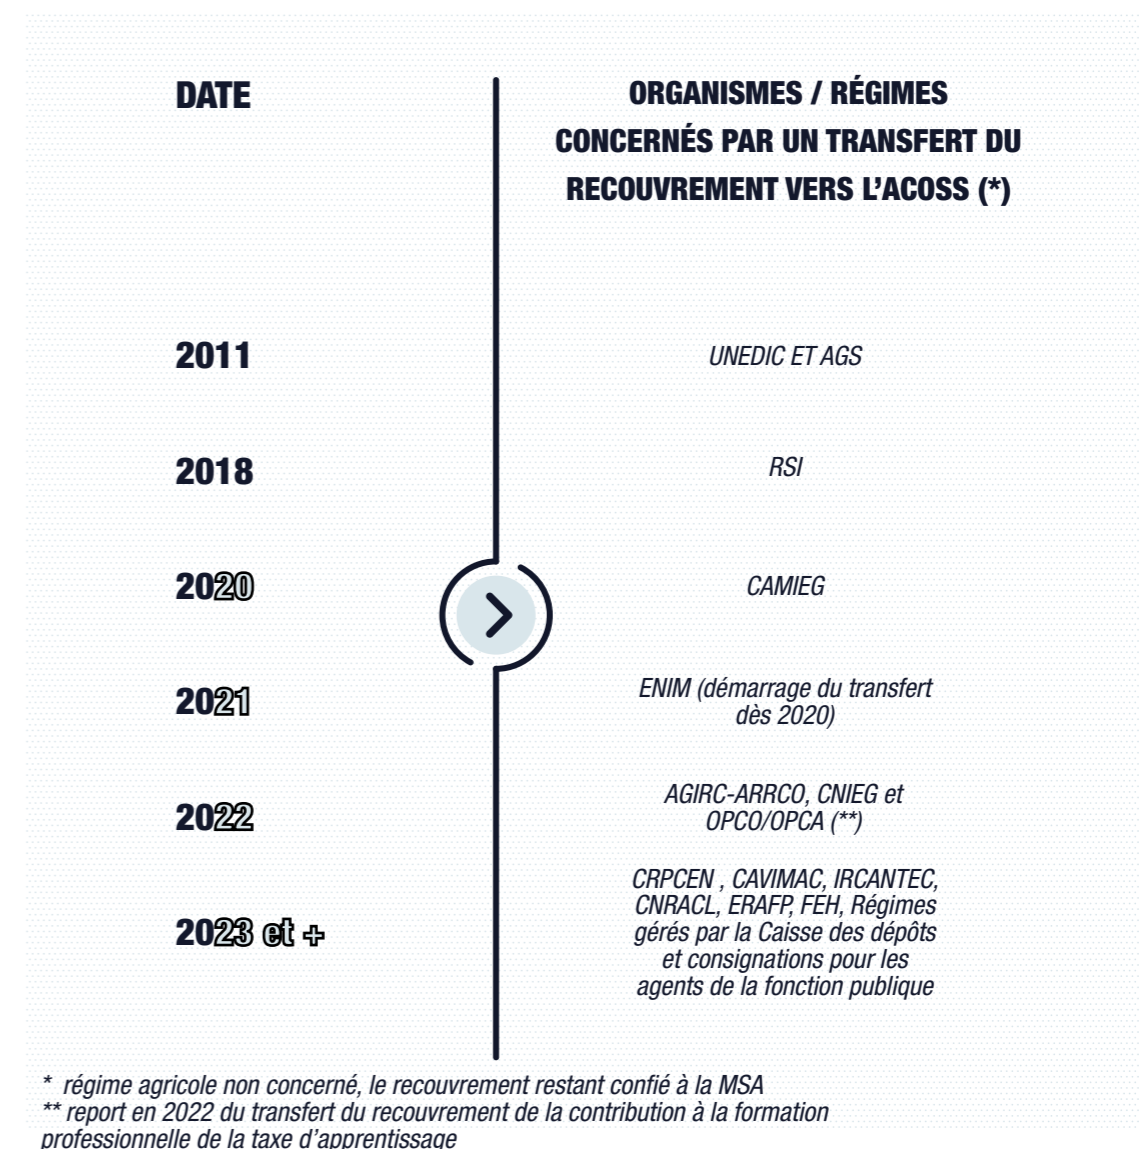 DATE
ORGANISMES / RÉGIMES
CONCERNÉS PAR UN TRANSFERT DU
RECOUVREMENT VERS L'ACOSS (*)
2011
UNEDIC ET AGS
2018
RSI
2020
CAMIEG
2021
ENIM (démarrage du transfert
dès 2020)
2022
AGIRC-ARRCO, CNIEG et
OPCO/OPCA (**)
2023 et +
CRPCEN , CAVIMAC, IRCANTEC,
CNRACL, ERAFP, FEH, Régimes
gérés par la Caisse des dépôts
et consignations pour les
agents de la fonction publique
* régime agricole non concerné, le recouvrement restant confié à la MSA
** report en 2022 du transfert du recouvrement de la contribution à la formation
professionnelle de la taxe d'apprentissage